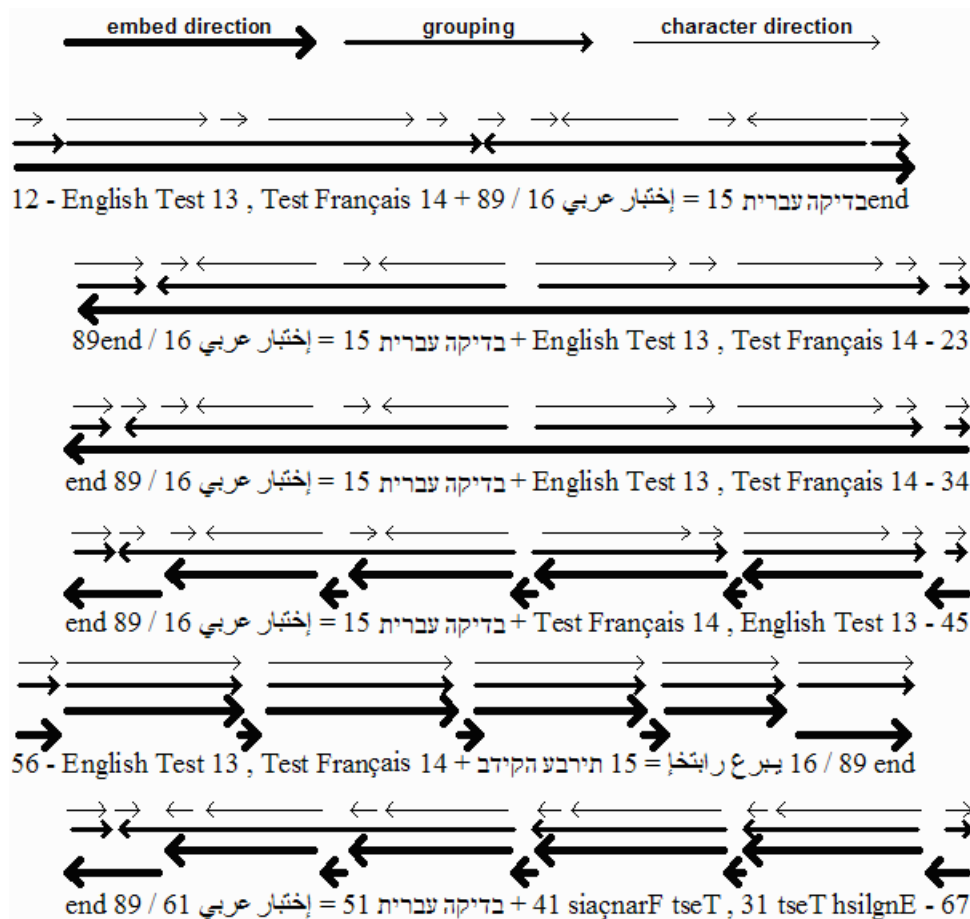 embed direction grouping character direction
12 - English Test 13 , Test Français 14 + בדיקה עברית 15 = إختبار عربي 16 / 89end
23 - English Test 13 , Test Français 14 + בדיקה עברית 15 = إختبار عربي 16 / 89end
34 - English Test 13 , Test Français 14 + בדיקה עברית 15 = إختبار عربي 16 / 89 end
45 - English Test 13 , Test Français 14 + בדיקה עברית 15 = إختبار عربي 16 / 89 end
56 - English Test 13 , Test Français 14 + תירבע הקידב 15 = يبرع رابتخإ 16 / 89 end
67 - 31 tseT hsilgnE , 41 siaçnarF tseT + בדיקה עברית 51 = إختبار عربي 61 / 89 end